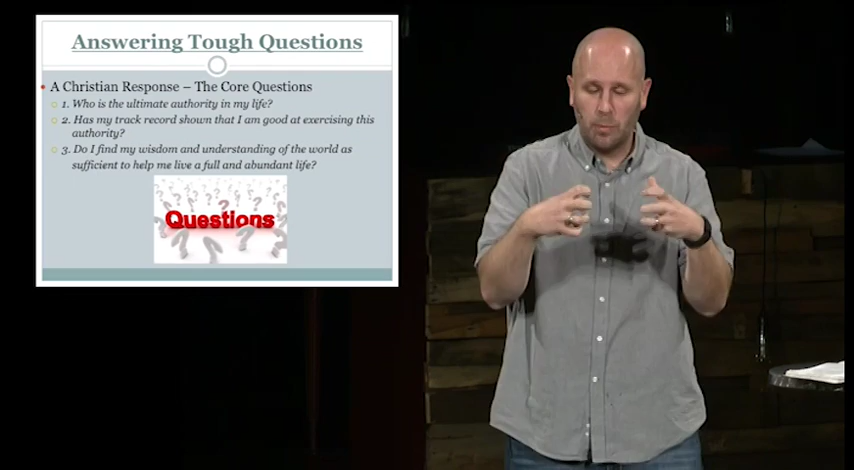 Answering Tough Questions
A Christian Response – The Core Questions
1. Who is the ultimate authority in my life?
2. Has my track record shown that I am good at exercising this
authority?
3. Do I find my wisdom and understanding of the world as
sufficient to help me live a full and abundant life?
Questions